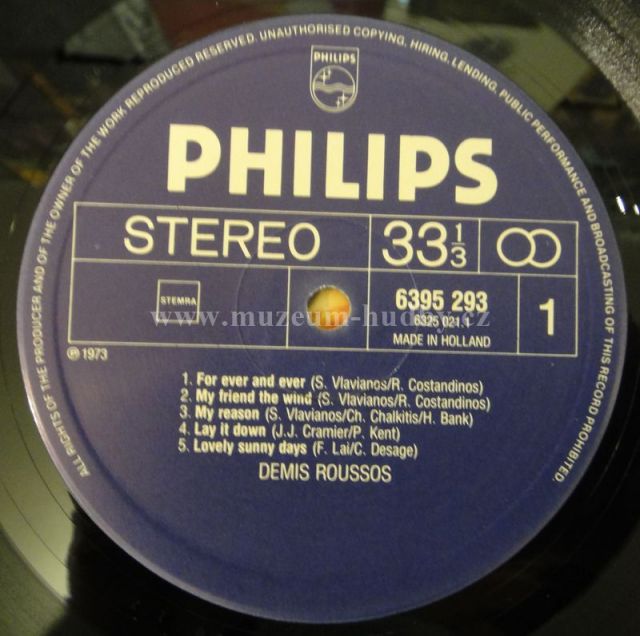 ALL RIGHTS OF THE PRODUCER AND OF THE OWNER OF THE WORK REPRODUCED RESERVED. UNAUTHORISED COPYING, HIRING, LENDING, PUBLIC PERFORMANCE AND BROADCASTING OF THIS RECORD PROHIBITED.
PHILIPS
PHILIPS
STEREO 33 1/3
STEMRA
6395 293
6325 021.1
MADE IN HOLLAND
1
www.muzeum-hudby.cz
℗ 1973
1. For ever and ever (S. Vlavianos/R. Costandinos)
2. My friend the wind (S. Vlavianos/R. Costandinos)
3. My reason (S. Vlavianos/Ch. Chalkitis/H. Bank)
4. Lay it down (J.J. Cramier/P. Kent)
5. Lovely sunny days (F. Lai/C. Desage)
DEMIS ROUSSOS